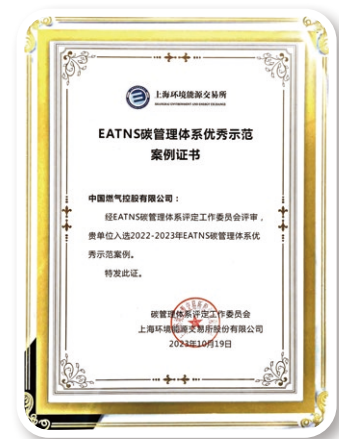 上海环境能源交易所
SHANGHAI ENVIRONMENT AND ENERGY EXCHANGE
EATNS碳管理体系优秀示范
案例证书
中国燃气控股有限公司：
经EATNS碳管理体系评定工作委员会评审，
贵单位入选2022-2023年EATNS碳管理体系优
秀示范案例。
特发此证。
碳管理体系评定工作委员会
上海环境能源交易所股份有限公司
2023年10月19日